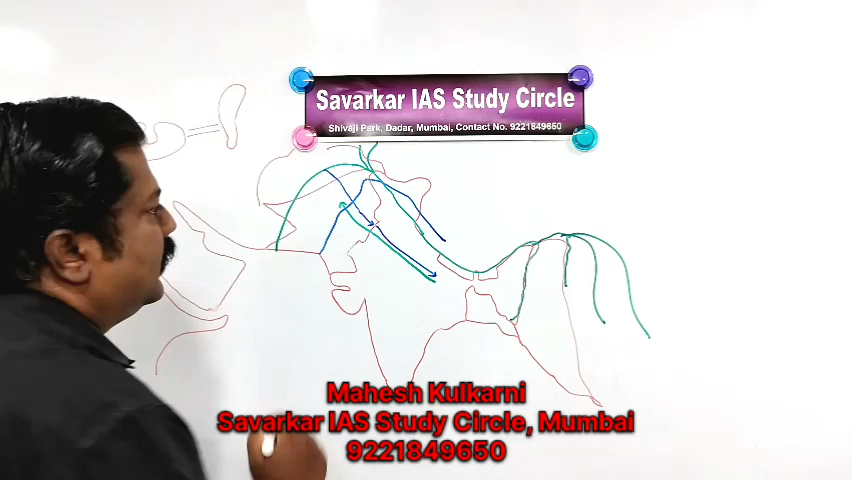 Savarkar IAS Study Circle
Shivaji Park, Dadar, Mumbai, Contact No. 9221849650
Mahesh Kulkarni
Savarkar IAS Study Circle, Mumbai
9221849650